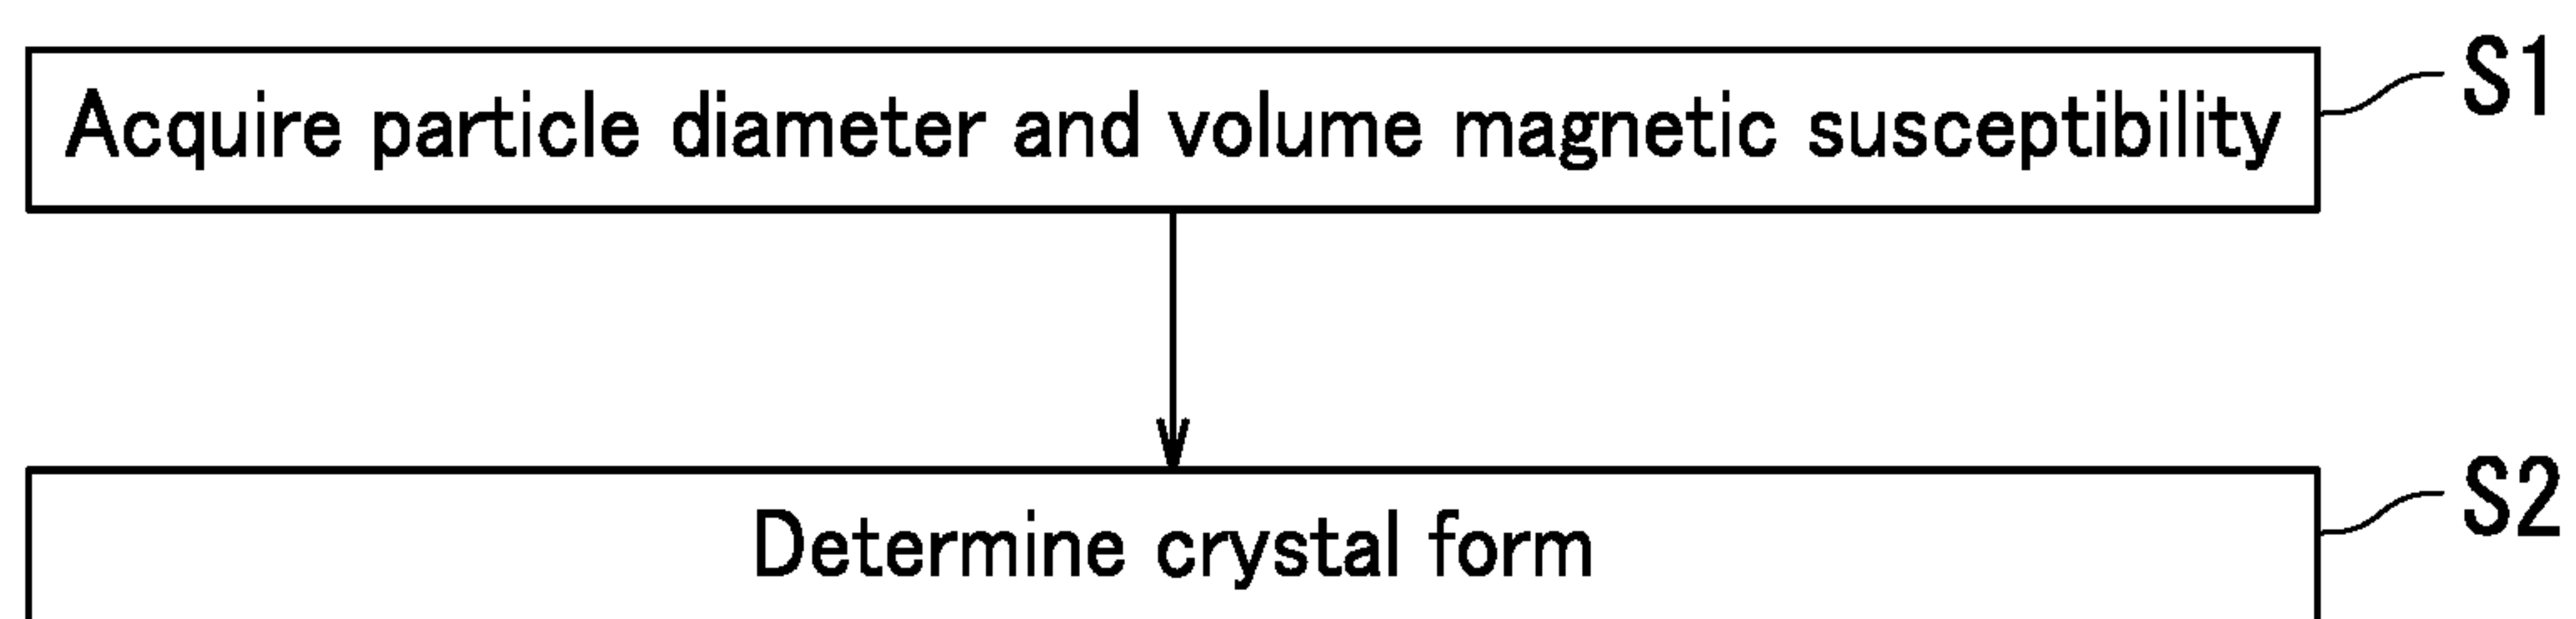 Acquire particle diameter and volume magnetic susceptibility
S1
Determine crystal form
S2